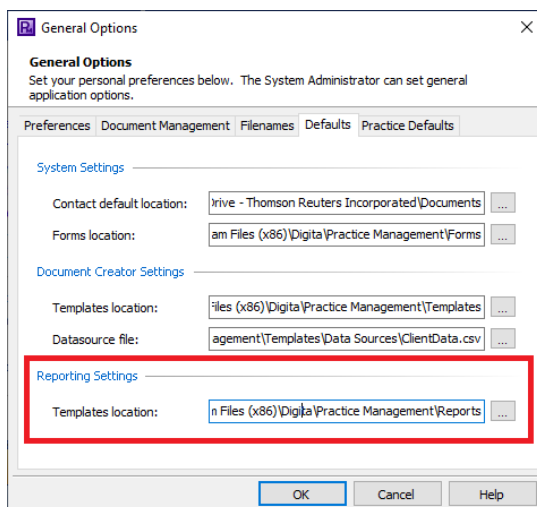 General Options
General Options
Set your personal preferences below. The System Administrator can set general
application options.
Preferences Document Management Filenames Defaults Practice Defaults
System Settings
Contact default location: Drive - Thomson Reuters Incorporated\Documents ...
Forms location: am Files (x86)\Digita\Practice Management\Forms ...
Document Creator Settings
Templates location: Files (x86)\Digita\Practice Management\Templates ...
Datasource file: agement\Templates\Data Sources\ClientData.csv ...
Reporting Settings
Templates location: n Files (x86)\Digita\Practice Management\Reports ...
OK Cancel Help